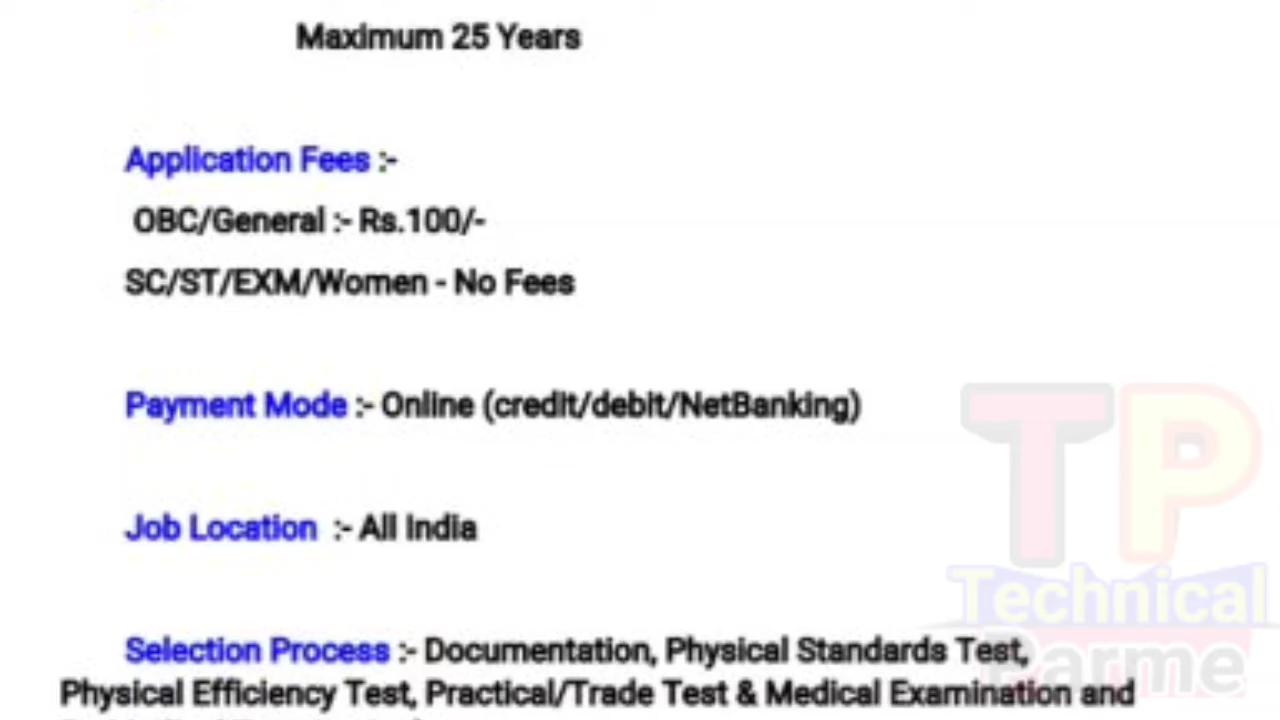 Maximum 25 Years
Application Fees :-
OBC/General :- Rs.100/-
SC/ST/EXM/Women - No Fees
Payment Mode :- Online (credit/debit/NetBanking)
Job Location :- All India
Selection Process :- Documentation, Physical Standards Test,
Physical Efficiency Test, Practical/Trade Test & Medical Examination and
TP
Technical
Parme